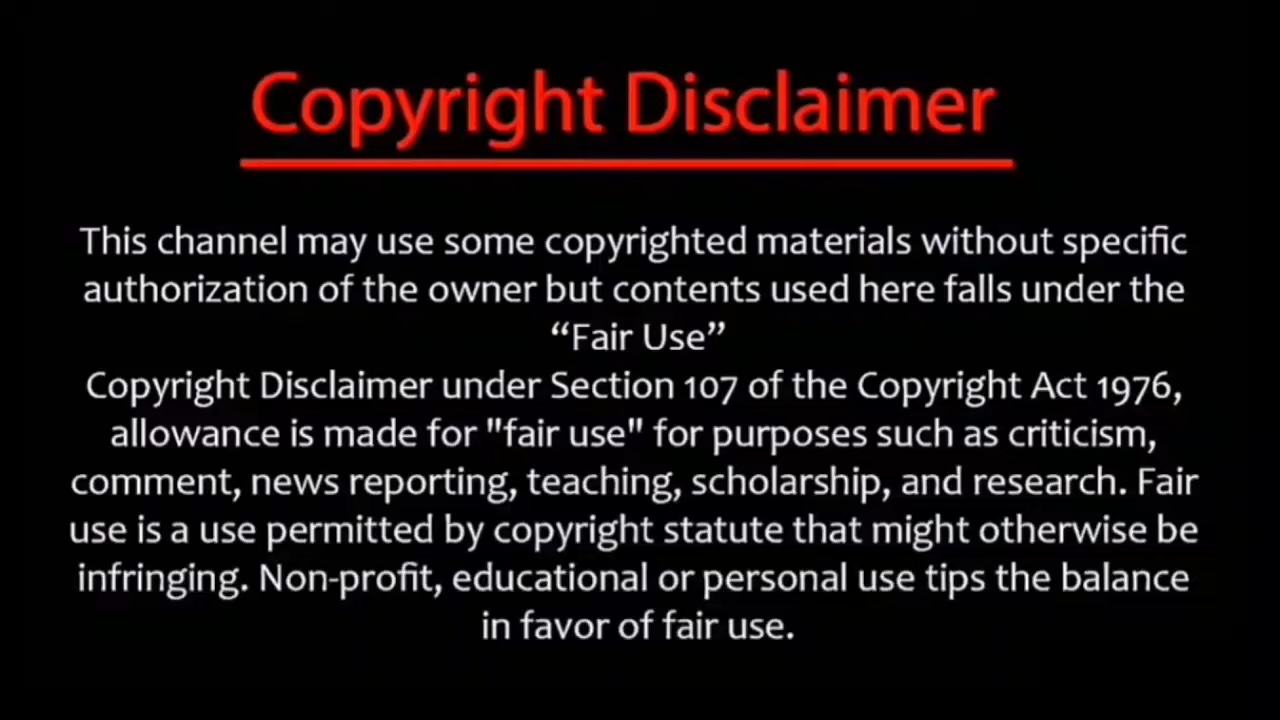 Copyright Disclaimer
This channel may use some copyrighted materials without specific
authorization of the owner but contents used here falls under the
“Fair Use”
Copyright Disclaimer under Section 107 of the Copyright Act 1976,
allowance is made for "fair use" for purposes such as criticism,
comment, news reporting, teaching, scholarship, and research. Fair
use is a use permitted by copyright statute that might otherwise be
infringing. Non-profit, educational or personal use tips the balance
in favor of fair use.